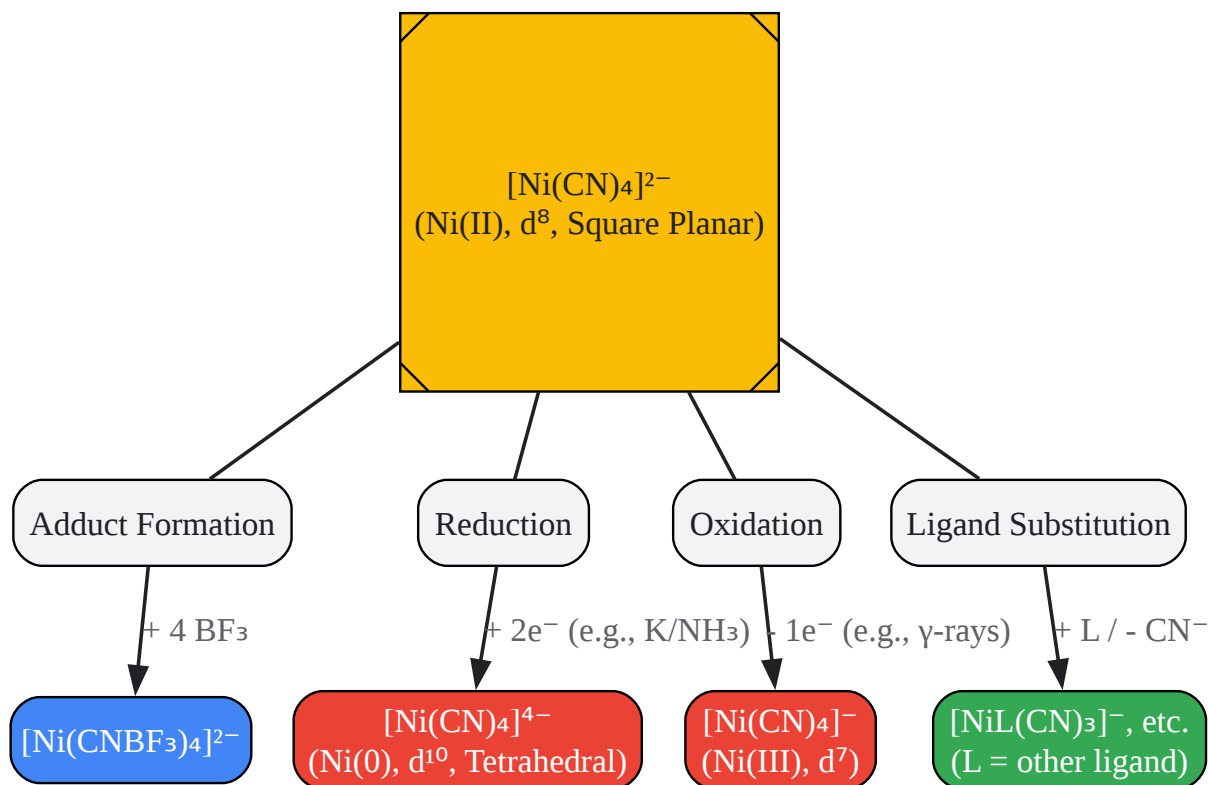 [Ni(CN)₄]²⁻
(Ni(II), d⁸, Square Planar)
Adduct Formation
Reduction
Oxidation
Ligand Substitution
+ 4 BF₃
+ 2e⁻ (e.g., K/NH₃)
- 1e⁻ (e.g., γ-rays)
+ L / - CN⁻
[Ni(CNBF₃)₄]²⁻
[Ni(CN)₄]⁴⁻
(Ni(0), d¹⁰, Tetrahedral)
[Ni(CN)₄]⁻
(Ni(III), d⁷)
[NiL(CN)₃]⁻, etc.
(L = other ligand)